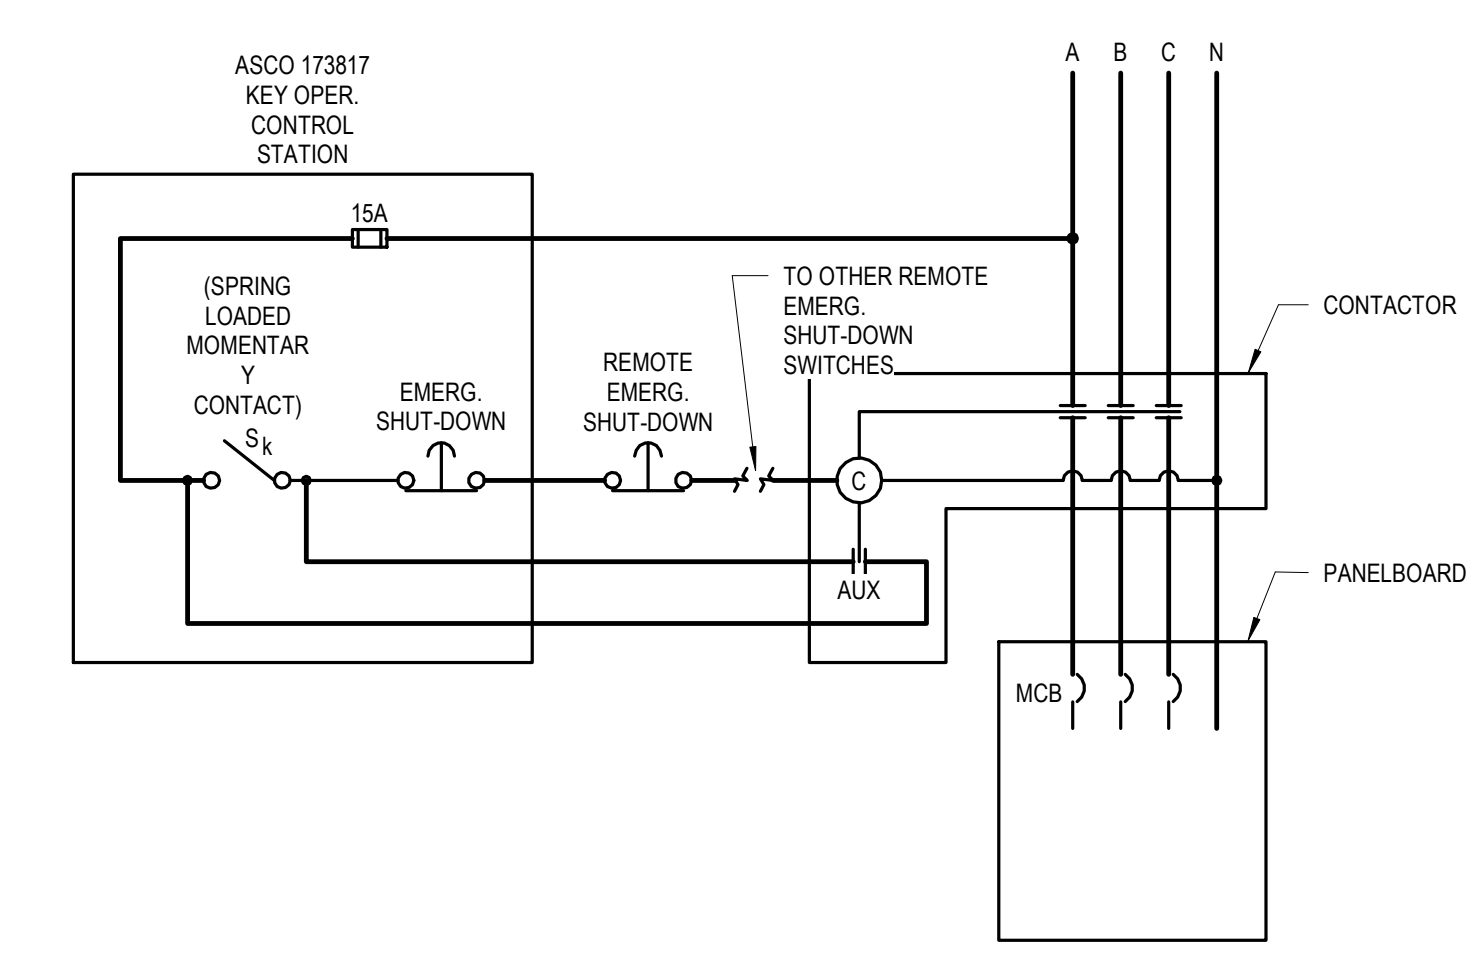 ASCO 173817
KEY OPER.
CONTROL
STATION
A B C N
15A
(SPRING
LOADED
MOMENTAR
Y
CONTACT)
Sk
EMERG.
SHUT-DOWN
REMOTE
EMERG.
SHUT-DOWN
TO OTHER REMOTE
EMERG.
SHUT-DOWN
SWITCHES
CONTACTOR
C
AUX
PANELBOARD
MCB